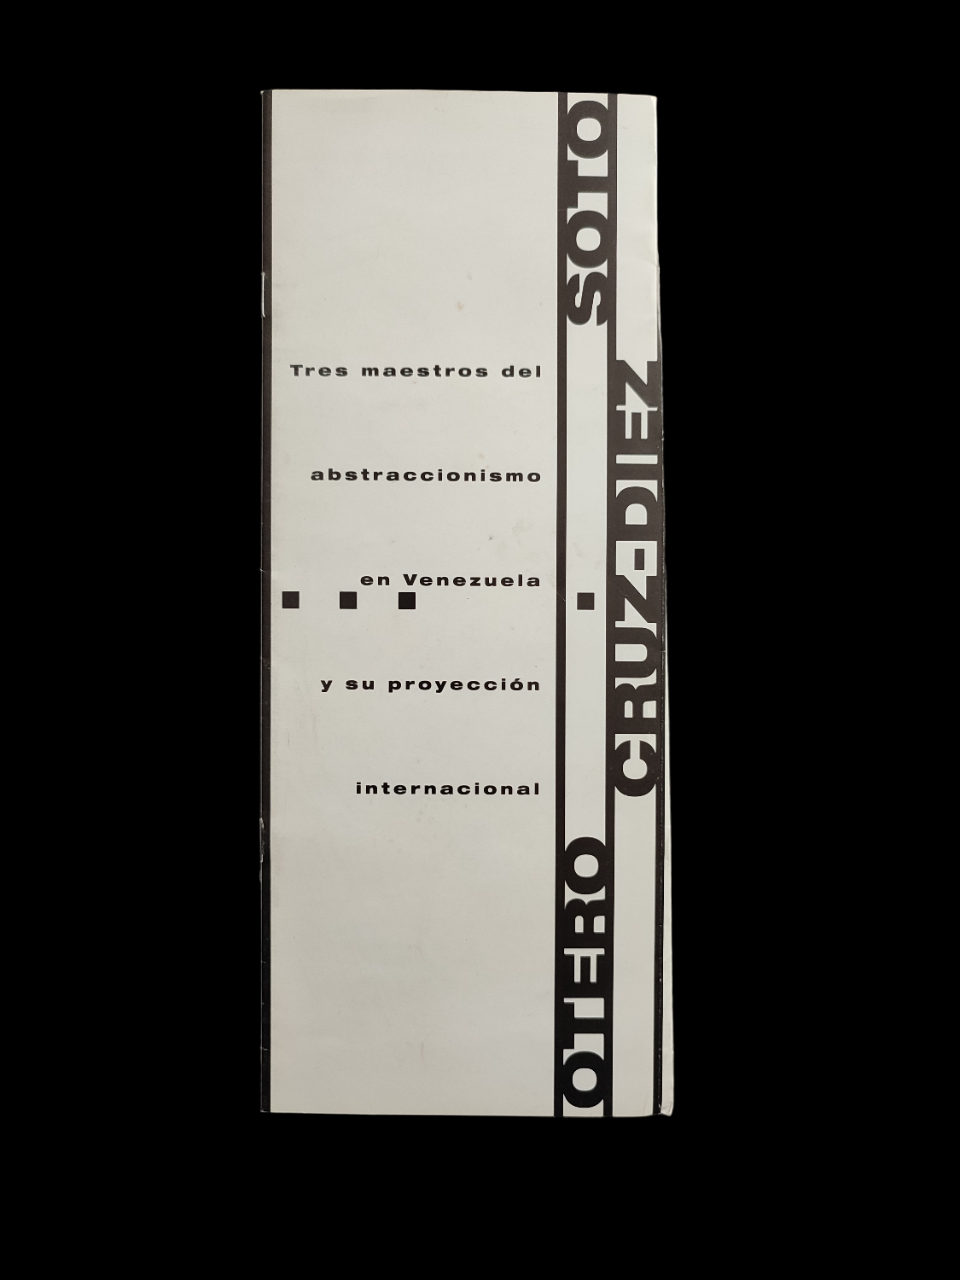 Tres maestros del
abstraccionismo
en Venezuela
y su proyección
internacional
SOTO
CRUZ-DIEZ
OTERO